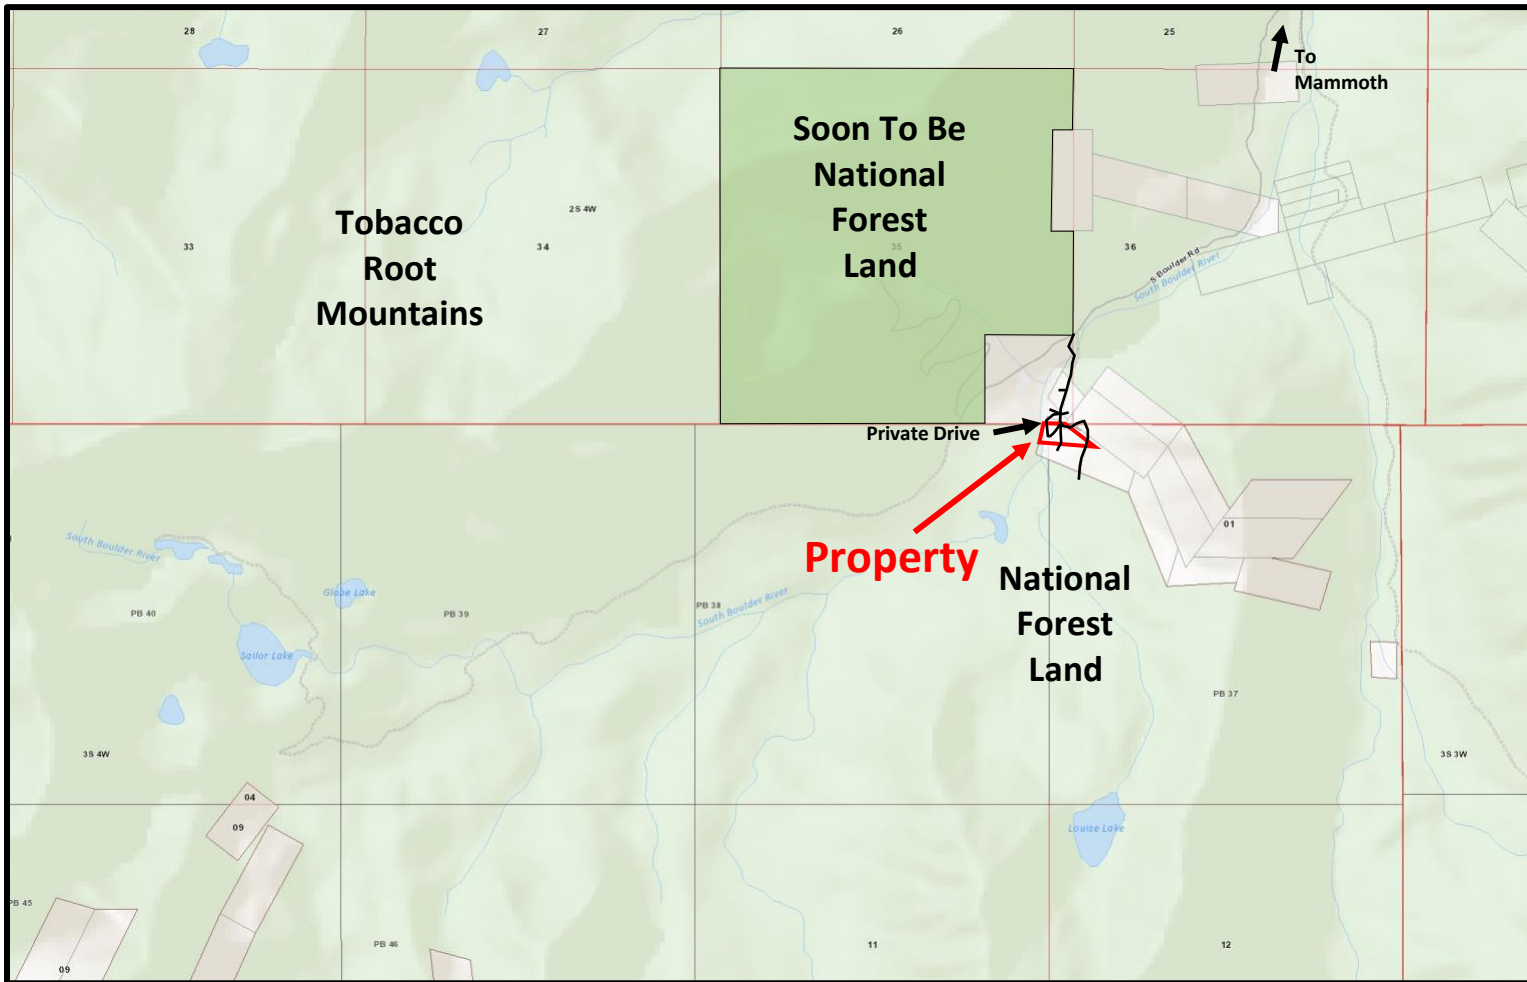 28
27
26
25
To
Mammoth
Soon To Be
National
Forest
Land
Tobacco
Root
Mountains
2S 4W
33
34
35
36
S Boulder Rd
South Boulder River
Private Drive
Property
01
National
Forest
Land
South Boulder River
Globe Lake
PB 40
PB 39
PB 38
South Boulder River
Sailor Lake
PB 37
3S 4W
3S 3W
04
09
Louise Lake
PB 45
PB 46
11
12
09